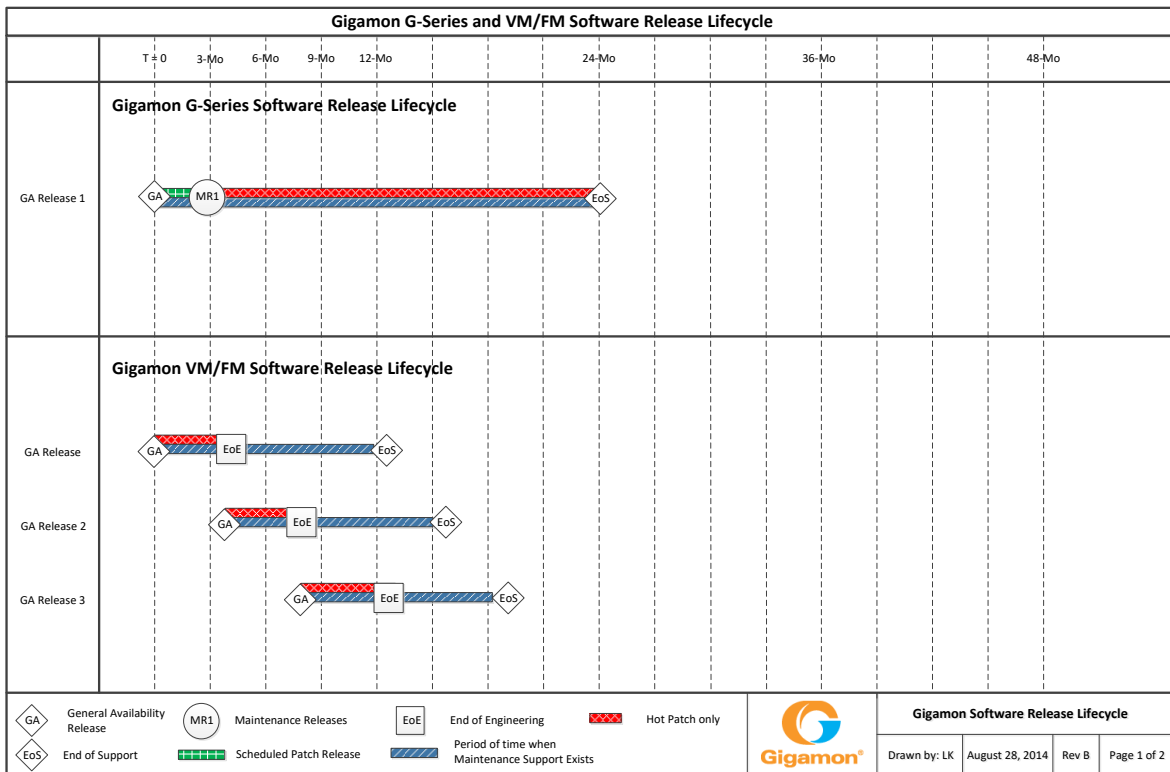 Gigamon G-Series and VM/FM Software Release Lifecycle
T = 0 3-Mo 6-Mo 9-Mo 12-Mo 24-Mo 36-Mo 48-Mo
Gigamon G-Series Software Release Lifecycle
GA Release 1 GA MR1 EoS
Gigamon VM/FM Software Release Lifecycle
GA Release GA EoE EoS
GA Release 2 GA EoE EoS
GA Release 3 GA EoE EoS
GA General Availability
Release
MR1 Maintenance Releases
EoE End of Engineering
Hot Patch only
EoS End of Support
Scheduled Patch Release
Period of time when
Maintenance Support Exists
Gigamon®
Gigamon Software Release Lifecycle
Drawn by: LK August 28, 2014 Rev B Page 1 of 2